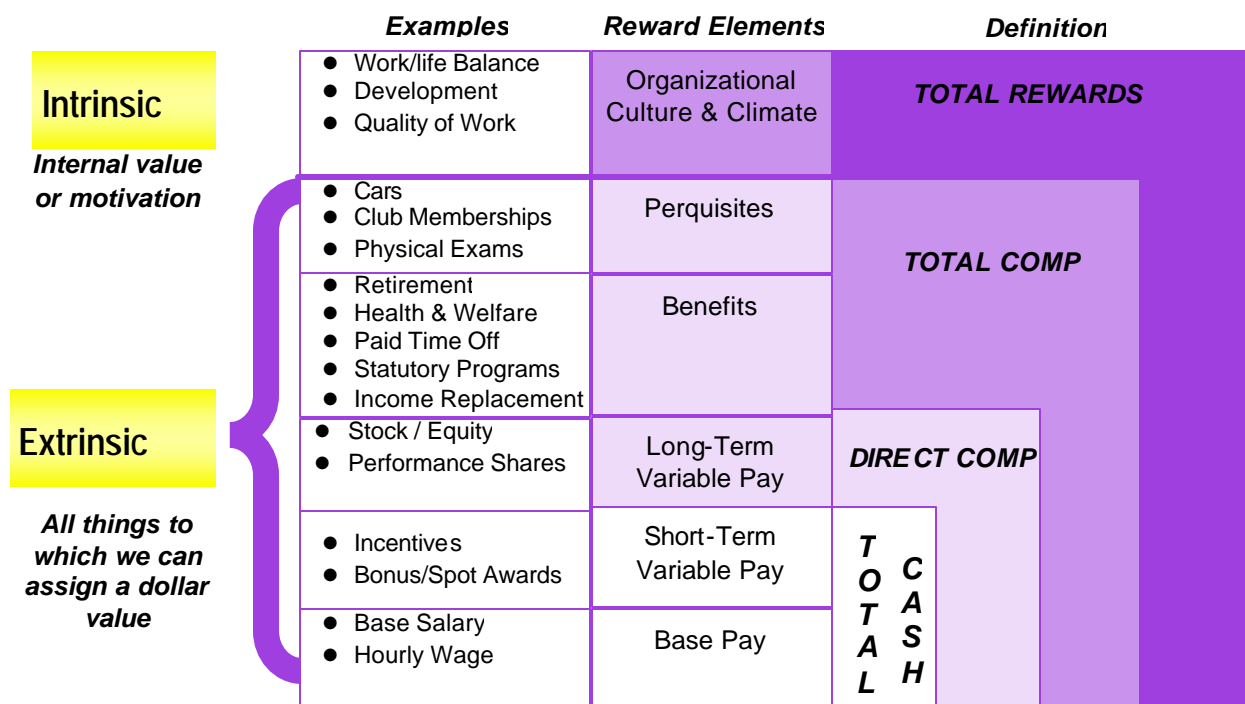 Examples
Reward Elements
Definition
Intrinsic
Internal value
or motivation
● Work/life Balance
● Development
● Quality of Work
Organizational
Culture & Climate
TOTAL REWARDS
● Cars
● Club Memberships
● Physical Exams
Perquisites
TOTAL COMP
● Retirement
● Health & Welfare
● Paid Time Off
● Statutory Programs
● Income Replacement
Benefits
Extrinsic
All things to
which we can
assign a dollar
value
● Stock / Equity
● Performance Shares
Long-Term
Variable Pay
DIRECT COMP
● Incentives
● Bonus/Spot Awards
Short-Term
Variable Pay
● Base Salary
● Hourly Wage
Base Pay
TOTAL
CASH